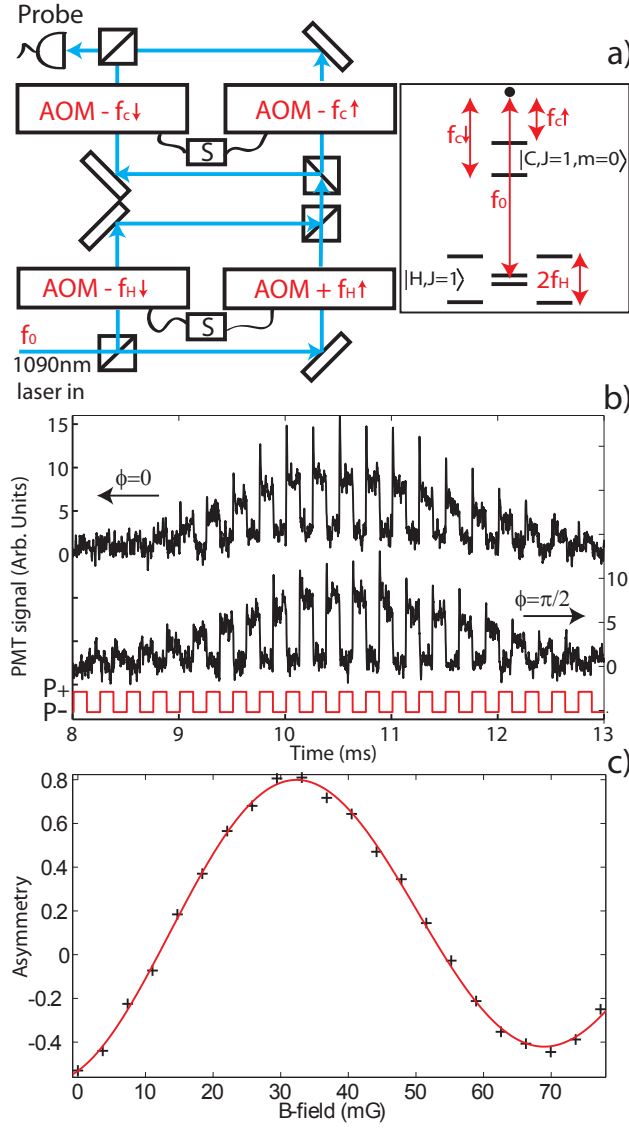 Probe
a)
AOM - fc↓
AOM - fc↑
S
fc↓
fc↑
|C,J=1,m=0⟩
f0
|H,J=1⟩
2fH
AOM - fH↓
AOM + fH↑
S
f0
1090nm
laser in
b)
15
10
5
0
ϕ=0
PMT signal (Arb. Units)
10
5
0
ϕ=π/2
P+
P-
8 9 10 11 12 13
Time (ms)
c)
0.8
0.4
0
-0.2
-0.4
0.6
0.2
Asymmetry
0 10 20 30 40 50 60 70
B-field (mG)